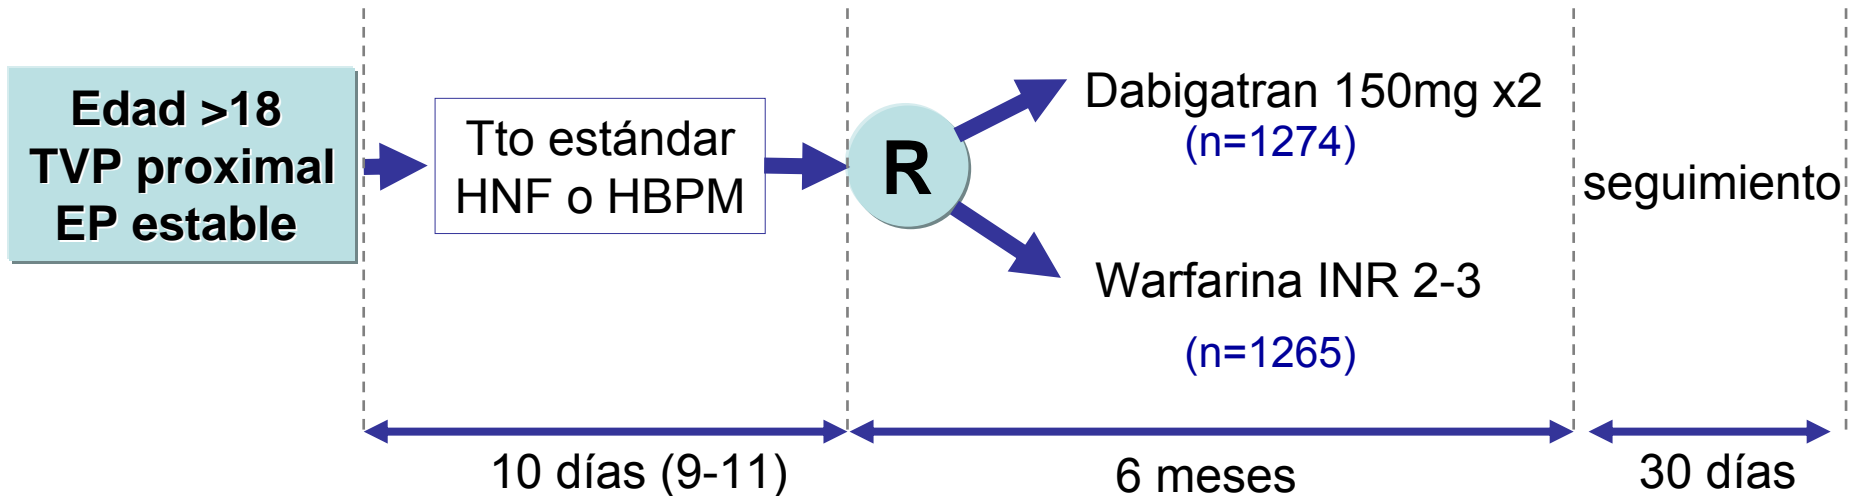 Edad >18
TVP proximal
EP estable
Tto estándar
HNF o HBPM
R
Dabigatran 150mg x2
(n=1274)
Warfarina INR 2-3
(n=1265)
seguimiento
10 días (9-11)
6 meses
30 días